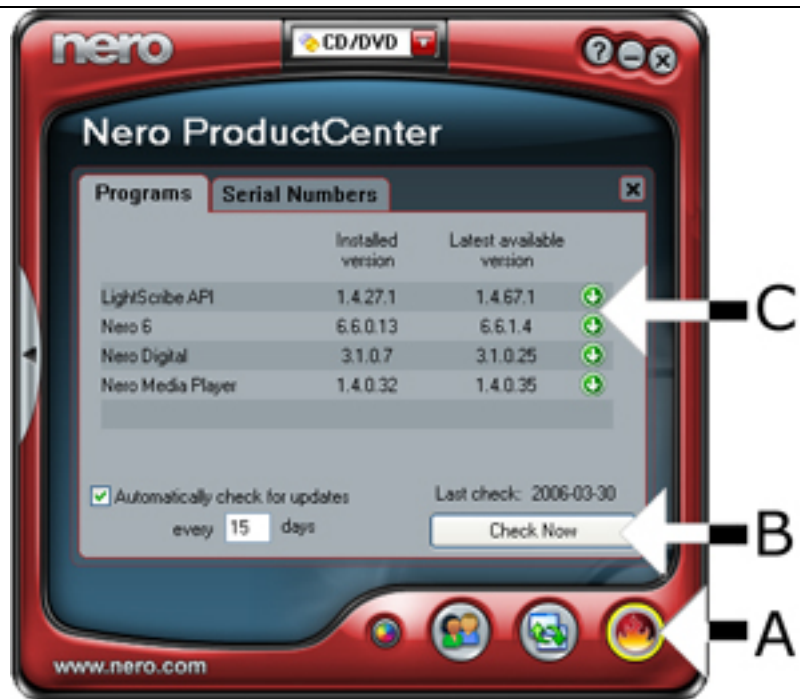 nero
CD/DVD
Nero ProductCenter
Programs Serial Numbers
Installed version Latest available version
LightScribe API 1.4.27.1 1.4.67.1
Nero 6 6.6.0.13 6.6.1.4
Nero Digital 3.1.0.7 3.1.0.25
Nero Media Player 1.4.0.32 1.4.0.35
Automatically check for updates Last check: 2006-03-30
every 15 days Check Now
www.nero.com
C
B
A